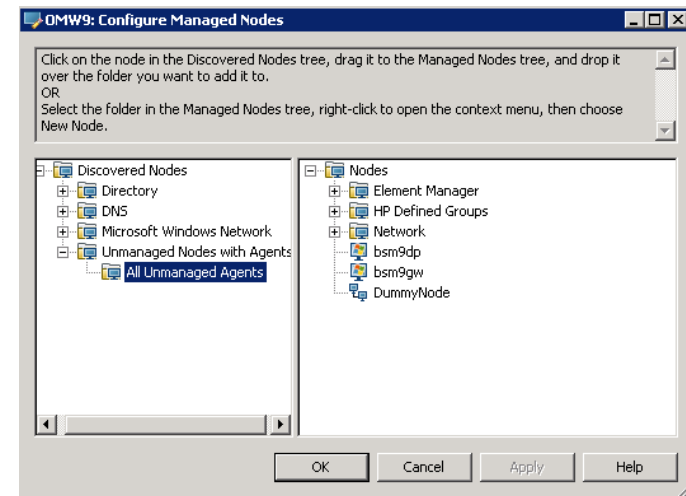 OMW9: Configure Managed Nodes
Click on the node in the Discovered Nodes tree, drag it to the Managed Nodes tree, and drop it
over the folder you want to add it to.
OR
Select the folder in the Managed Nodes tree, right-click to open the context menu, then choose
New Node.
Discovered Nodes
Directory
DNS
Microsoft Windows Network
Unmanaged Nodes with Agents
All Unmanaged Agents
Nodes
Element Manager
HP Defined Groups
Network
bsm9dp
bsm9gw
DummyNode
OK
Cancel
Apply
Help